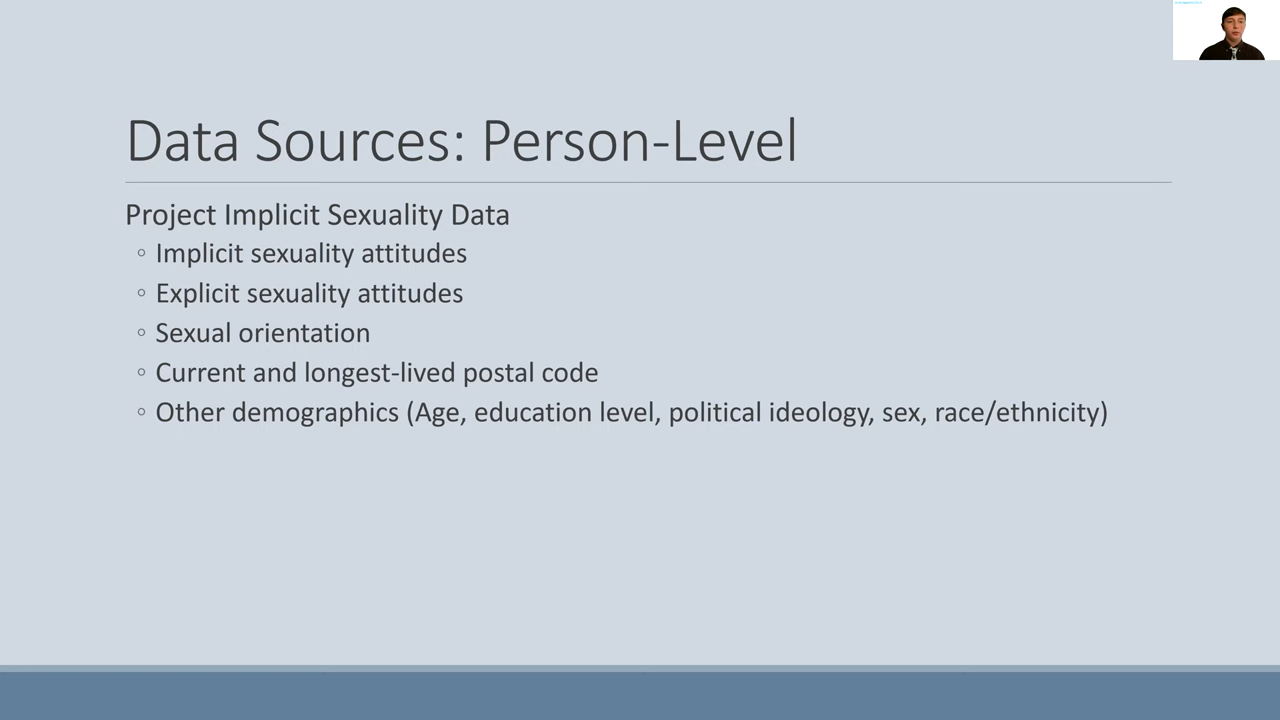 Data Sources: Person-Level
Project Implicit Sexuality Data
◦ Implicit sexuality attitudes
◦ Explicit sexuality attitudes
◦ Sexual orientation
◦ Current and longest-lived postal code
◦ Other demographics (Age, education level, political ideology, sex, race/ethnicity)